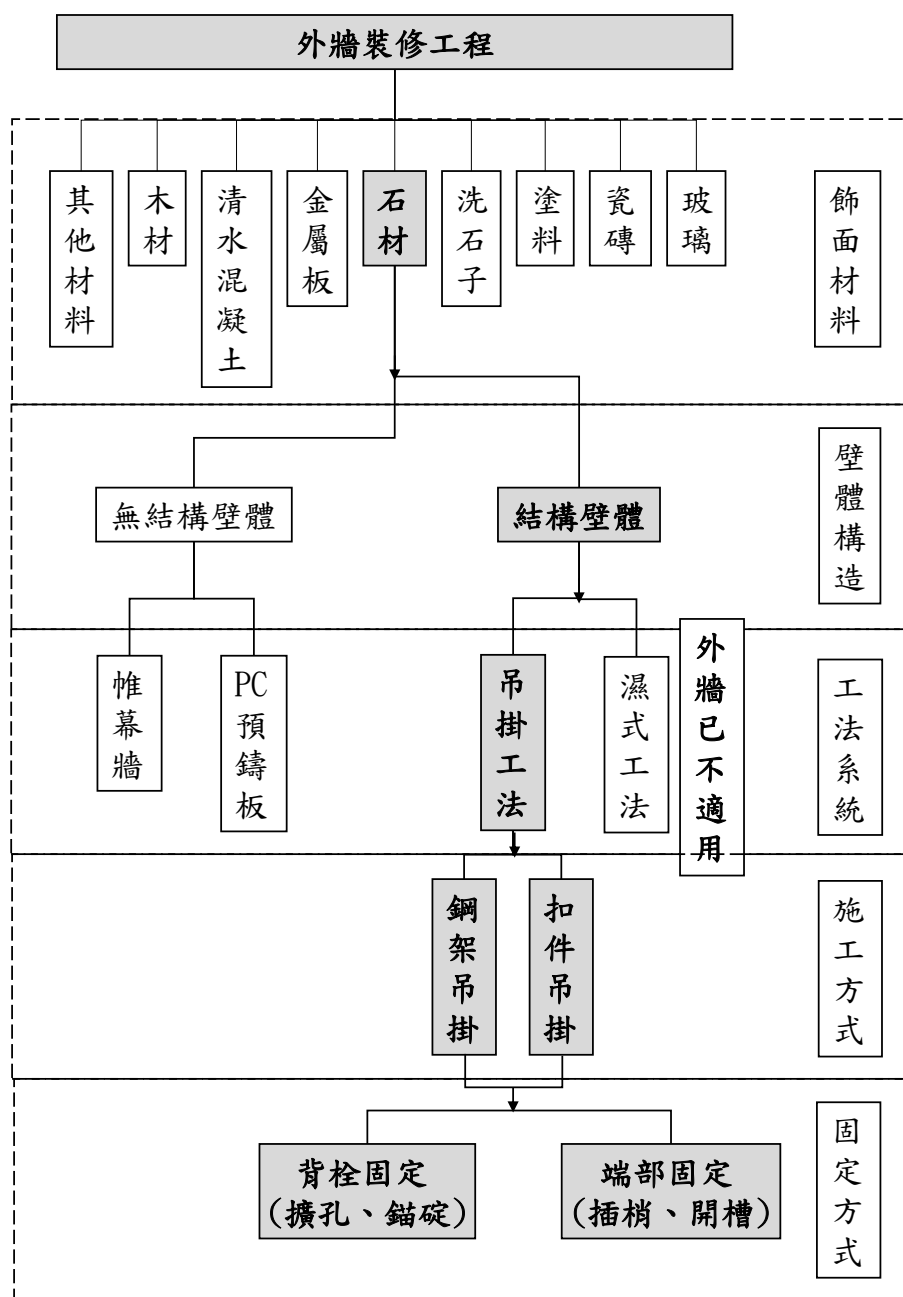 外牆裝修工程
其他材料
木材
清水混凝土
金屬板
石材
洗石子
塗料
瓷磚
玻璃
飾面材料
無結構壁體
結構壁體
壁體構造
帷幕牆
PC預鑄板
吊掛工法
濕式工法
外牆已不適用
工法系統
鋼架吊掛
扣件吊掛
施工方式
背栓固定
(擴孔、錨碇)
端部固定
(插梢、開槽)
固定方式